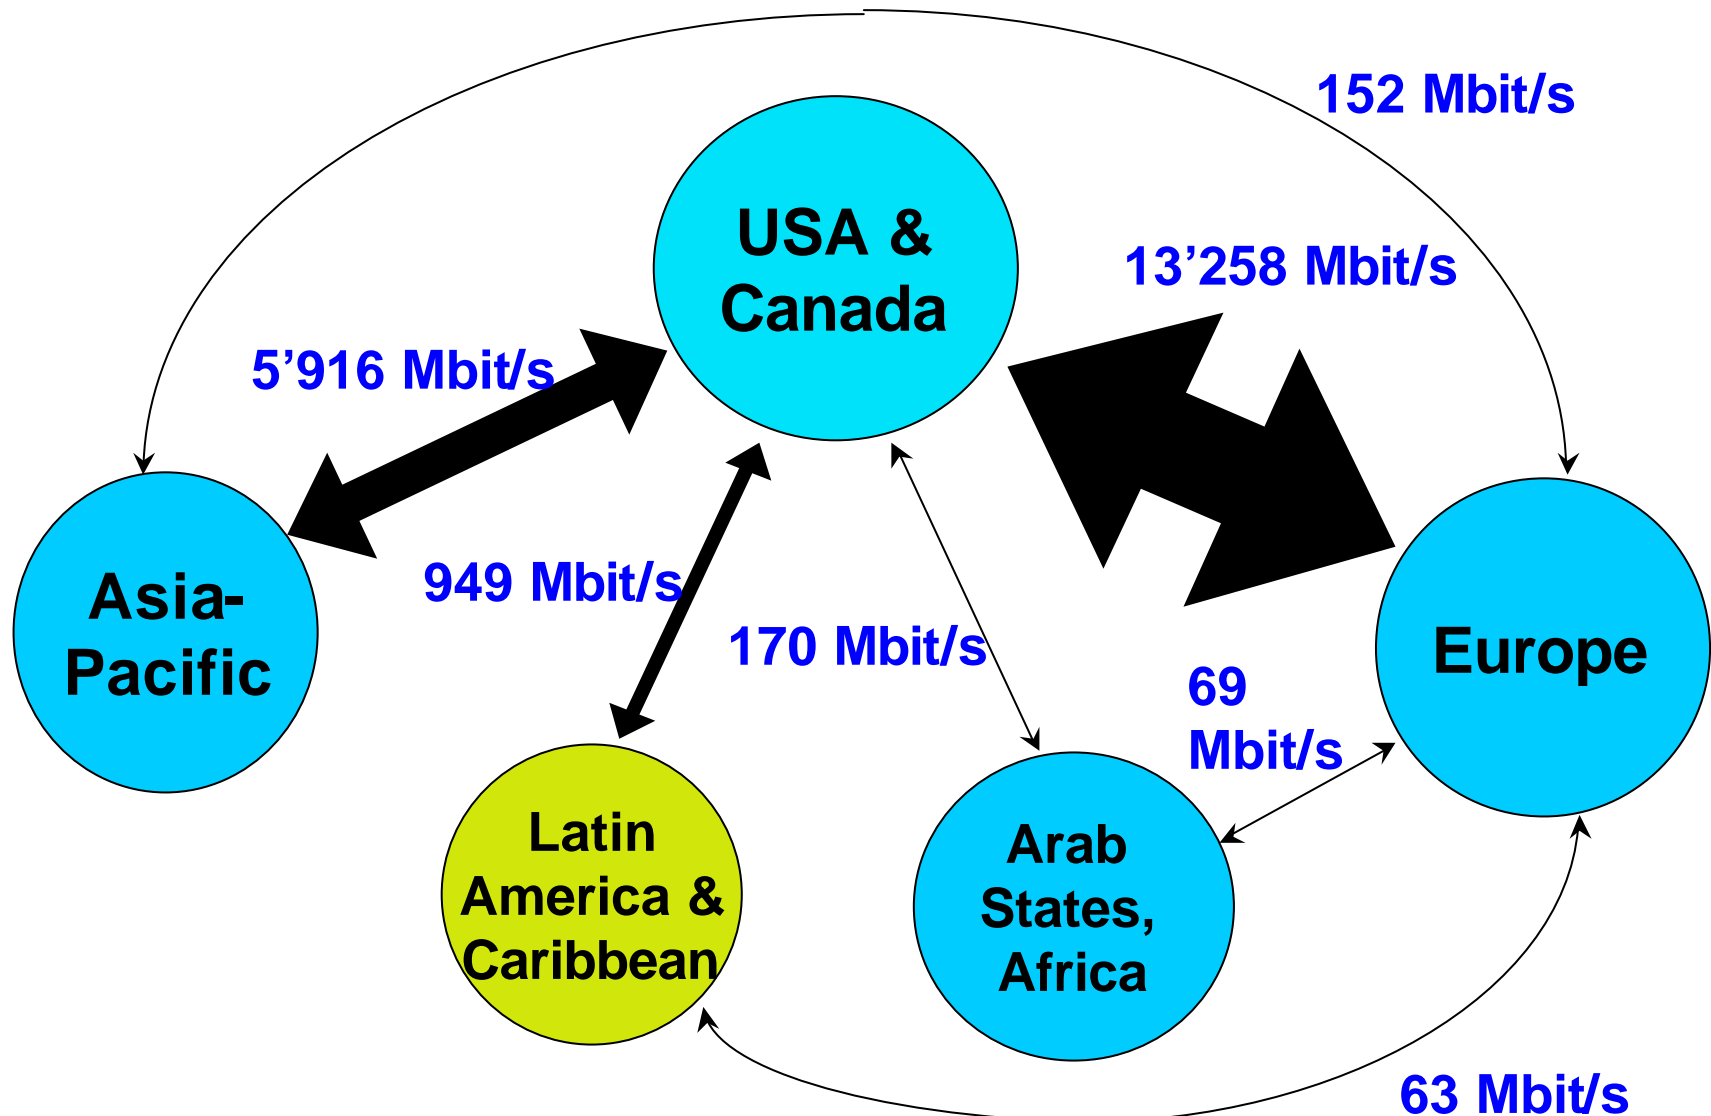 152 Mbit/s
USA &
Canada
13’258 Mbit/s
5’916 Mbit/s
949 Mbit/s
170 Mbit/s
Asia-
Pacific
Europe
69
Mbit/s
Latin
America &
Caribbean
Arab
States,
Africa
63 Mbit/s